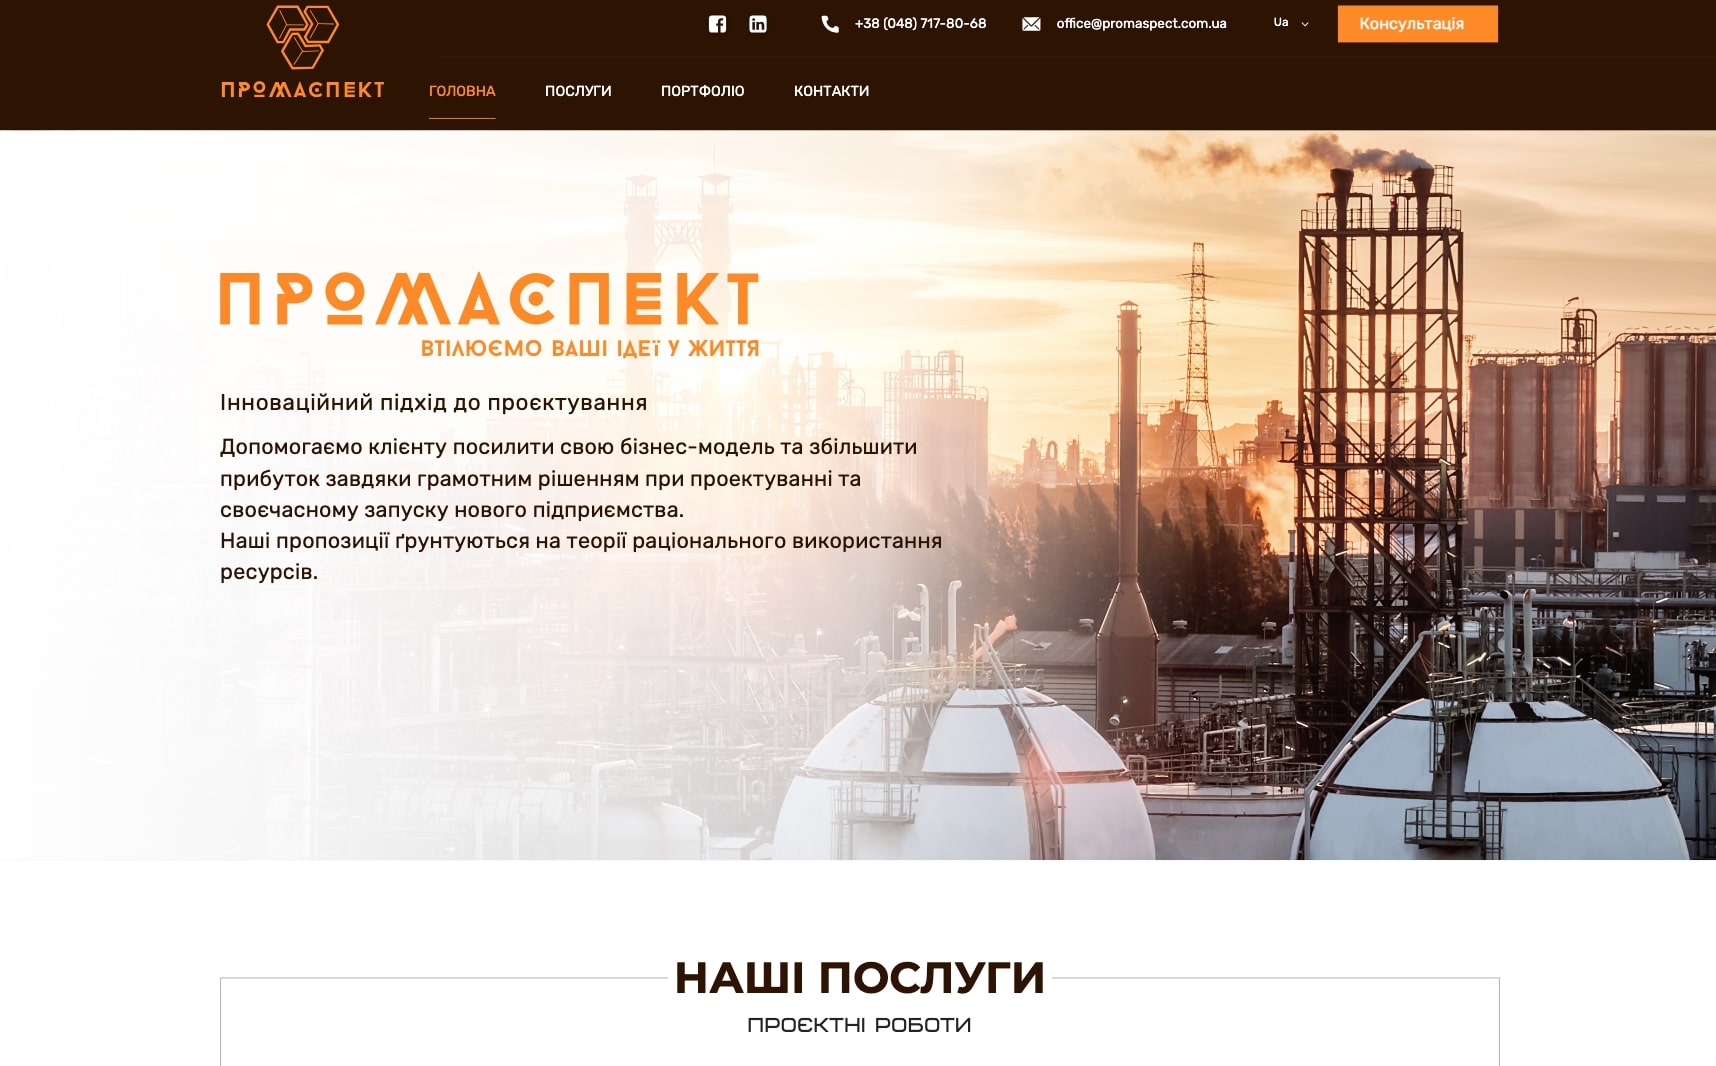 +38 (048) 717-80-68
office@promaspect.com.ua
Ua
Консультація
ПРОМАСПЕКТ
ГОЛОВНА
ПОСЛУГИ
ПОРТФОЛІО
КОНТАКТИ
ПРОМАСПЕКТ
ВТІЛЮЄМО ВАШІ ІДЕЇ У ЖИТТЯ
Інноваційний підхід до проєктування
Допомогаємо клієнту посилити свою бізнес-модель та збільшити
прибуток завдяки грамотним рішенням при проектуванні та
своєчасному запуску нового підприємства.
Наші пропозиції ґрунтуються на теорії раціонального використання
ресурсів.
НАШІ ПОСЛУГИ
ПРОЄКТНІ РОБОТИ